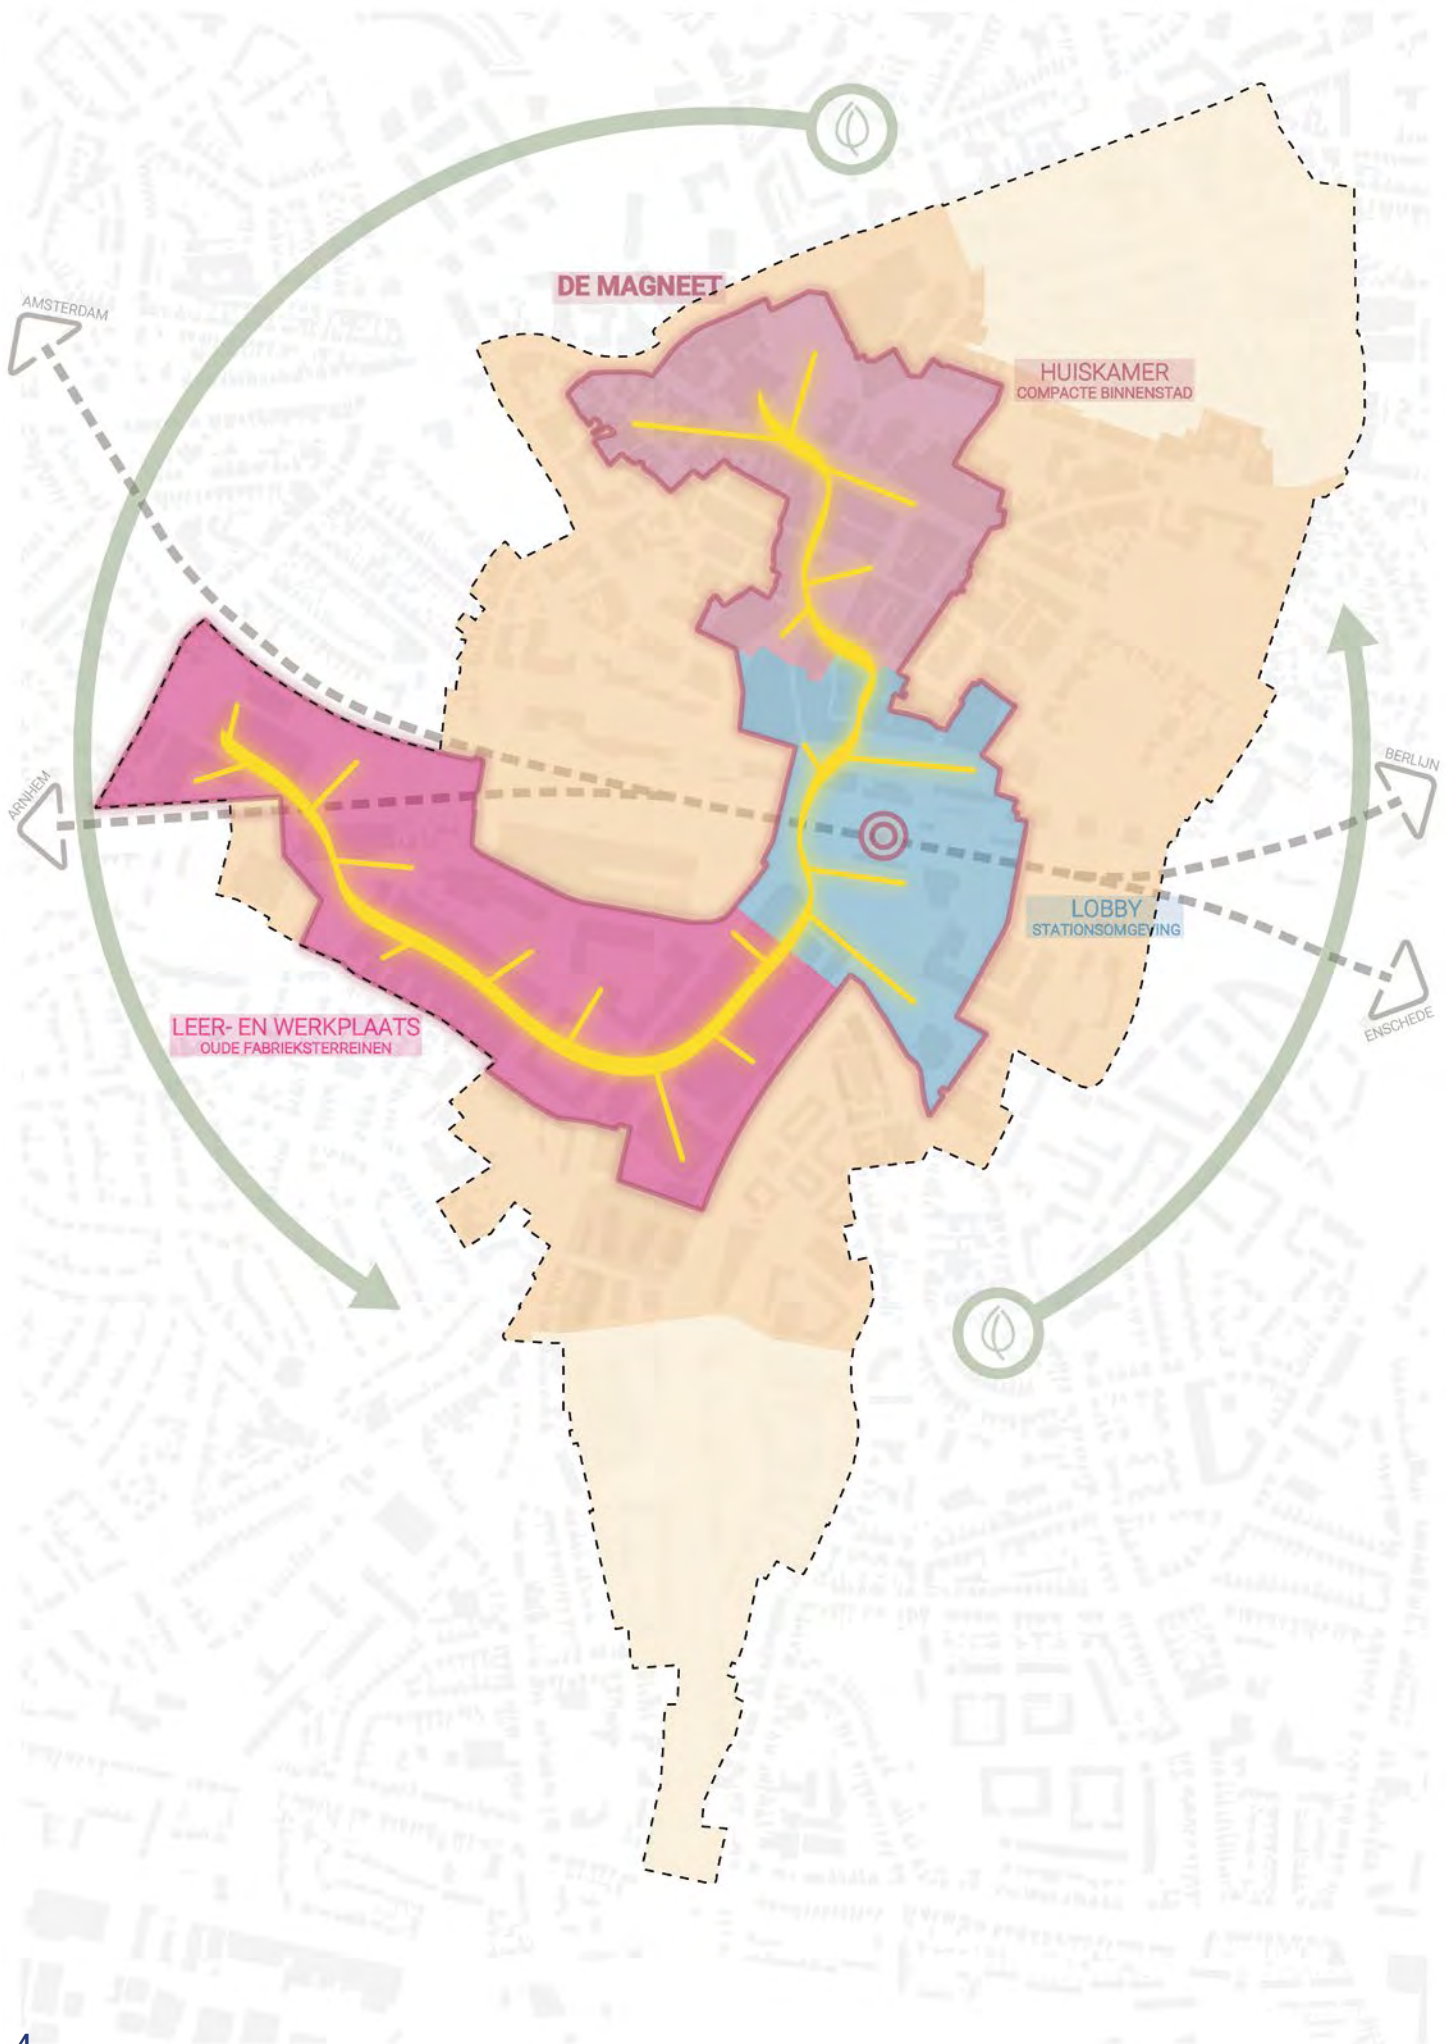 DE MAGNEET
AMSTERDAM
HUISKAMER
COMPACTE BINNENSTAD
BERLIJN
ARNHEM
LOBBY
STATIONSOMGEVING
ENSCHEDE
LEER- EN WERKPLAATS
OUDE FABRIEKSTERREINEN
4